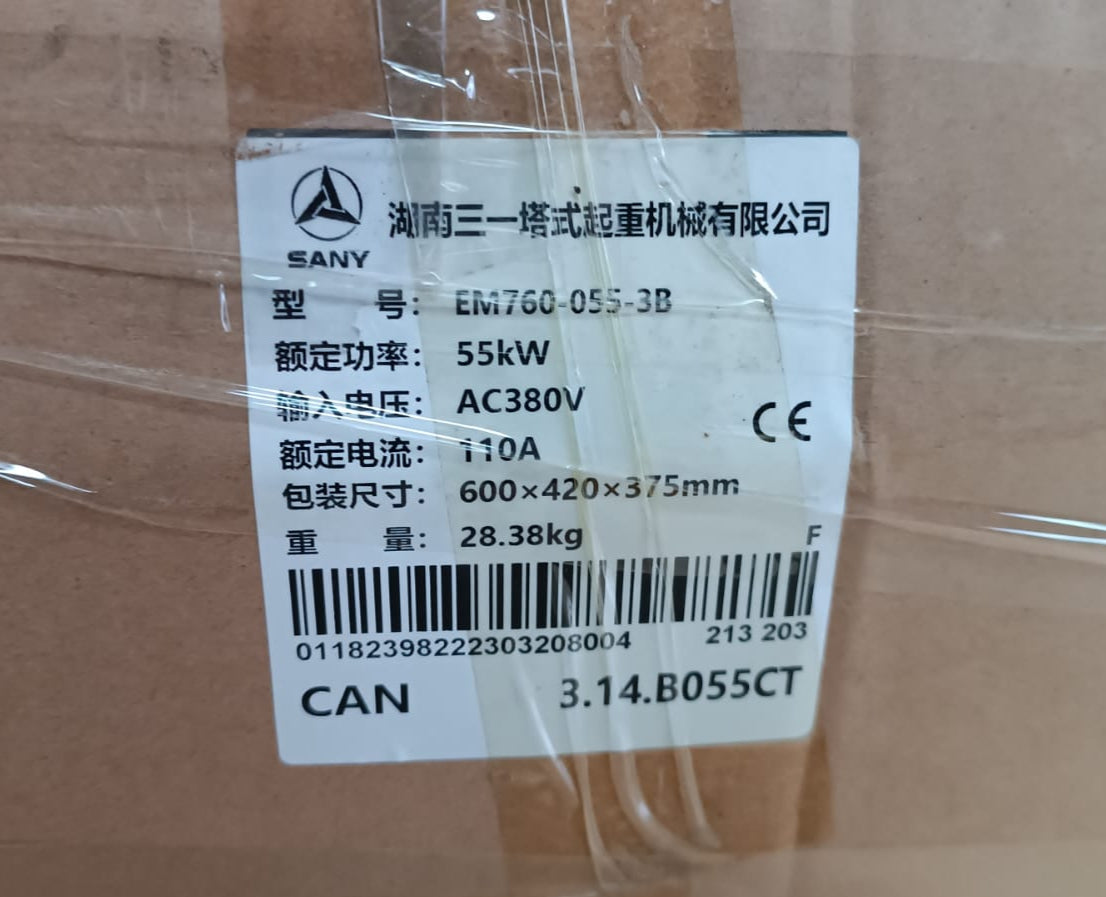 湖南三一塔式起重机械有限公司
SANY
型 号： EM760-055-3B
额定功率： 55kW
输入电压： AC380V
CE
额定电流： 110A
包装尺寸： 600×420×375mm
重 量： 28.38kg F
01182398222303208004 213 203
CAN 3.14.B055CT